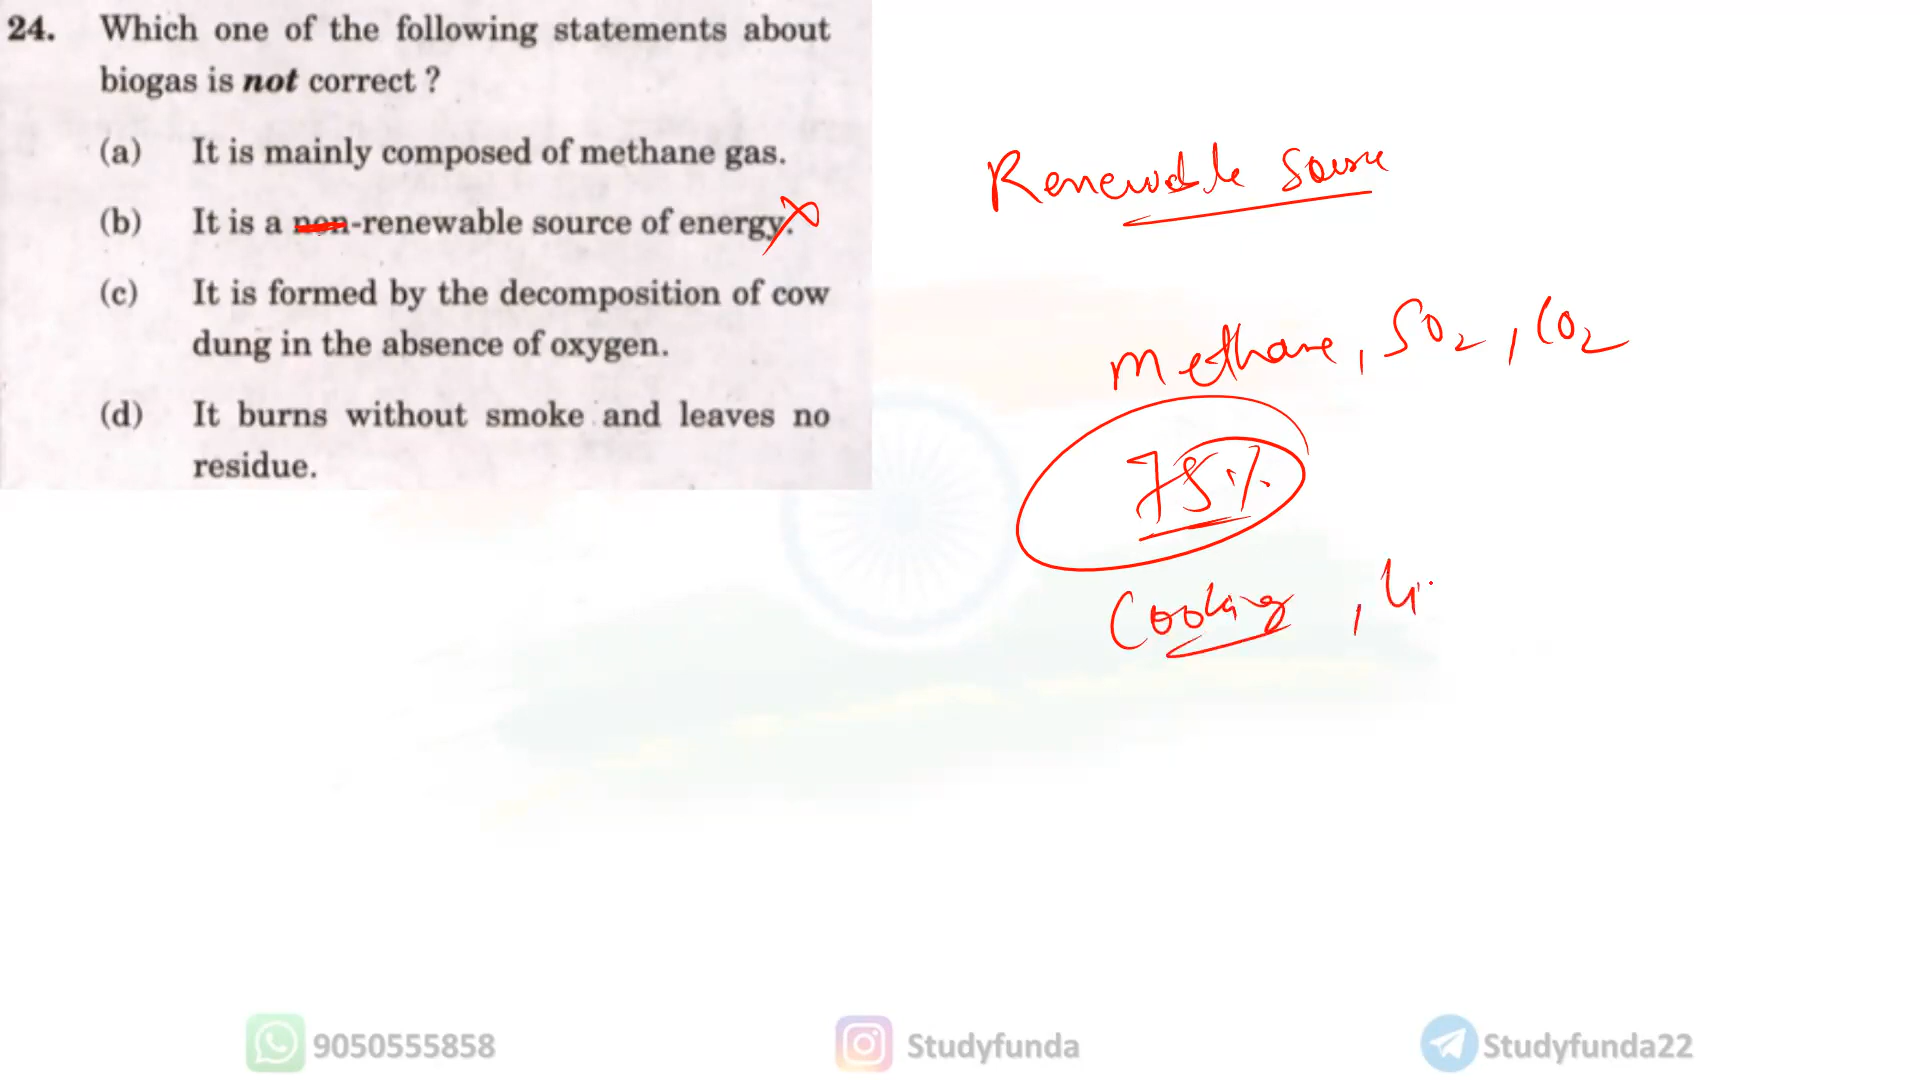 24. Which one of the following statements about
biogas is not correct ?
(a) It is mainly composed of methane gas.
(b) It is a non-renewable source of energy.
(c) It is formed by the decomposition of cow
dung in the absence of oxygen.
(d) It burns without smoke and leaves no
residue.
Renewable source
Methane, SO2, CO2
75%
Cooking,
9050555858
Studyfunda
Studyfunda22